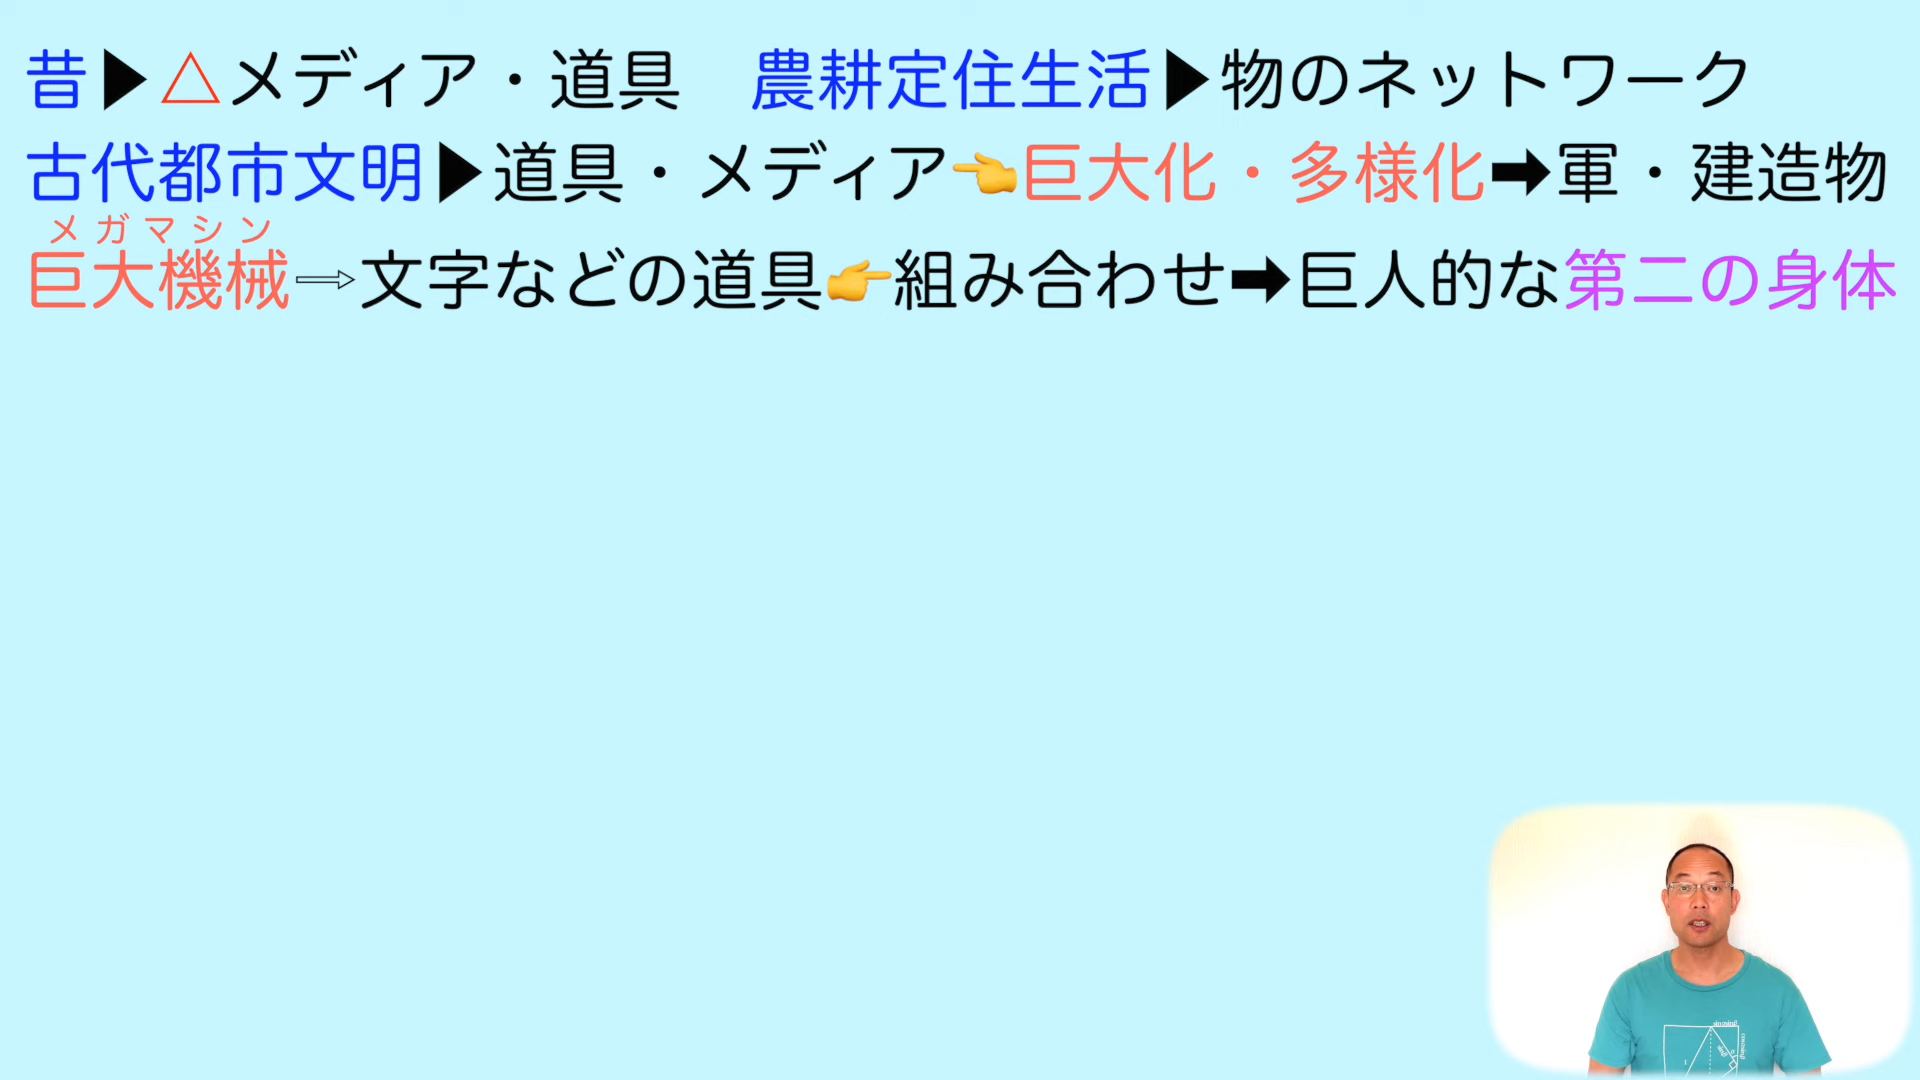 昔▶△メディア・道具　農耕定住生活▶物のネットワーク
古代都市文明▶道具・メディア👈巨大化・多様化➡軍・建造物
メガマシン
巨大機械⇨文字などの道具👉組み合わせ➡巨人的な第二の身体